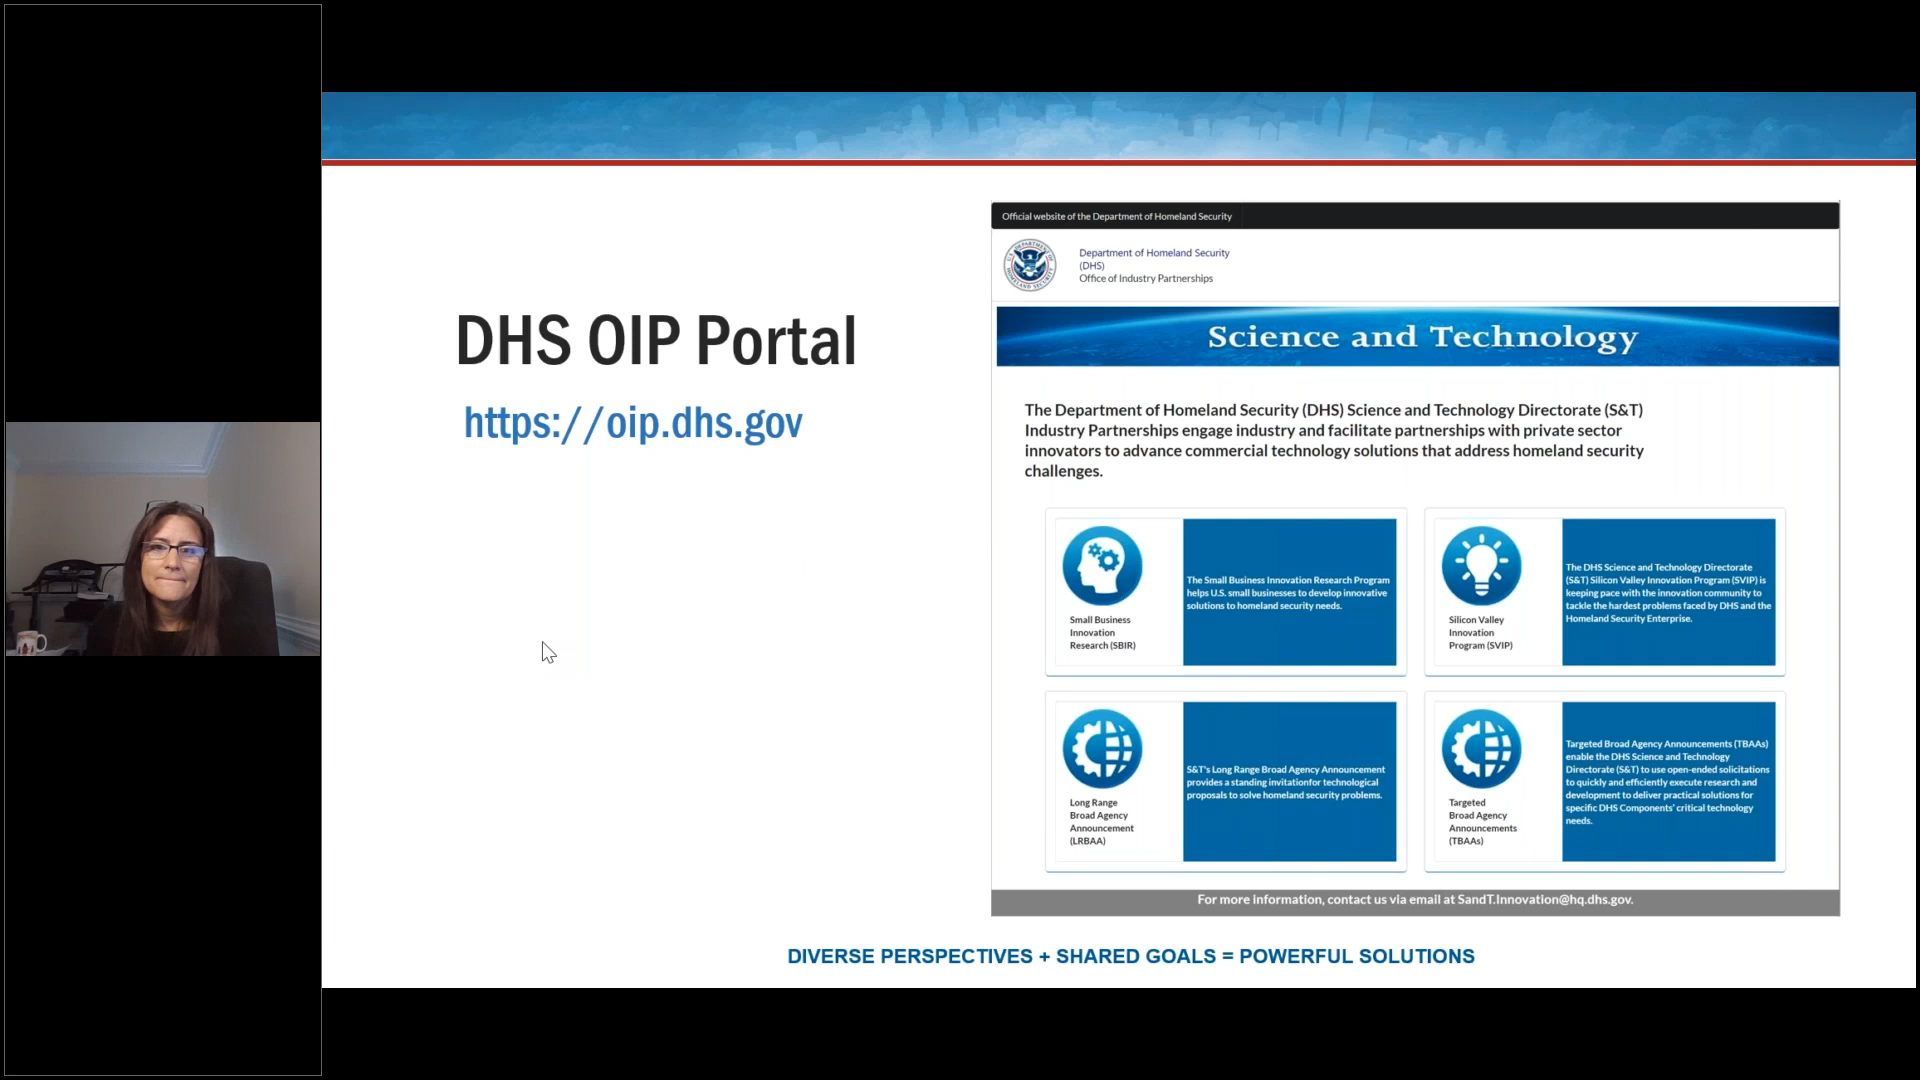 DHS OIP Portal
https://oip.dhs.gov
Official website of the Department of Homeland Security
Department of Homeland Security
(DHS)
Office of Industry Partnerships
Science and Technology
The Department of Homeland Security (DHS) Science and Technology Directorate (S&T)
Industry Partnerships engage industry and facilitate partnerships with private sector
innovators to advance commercial technology solutions that address homeland security
challenges.
Small Business
Innovation
Research (SBIR)
The Small Business Innovation Research Program
helps U.S. small businesses to develop innovative
solutions to homeland security needs.
Silicon Valley
Innovation
Program (SVIP)
The DHS Science and Technology Directorate
(S&T) Silicon Valley Innovation Program (SVIP) is
keeping pace with the innovation community to
tackle the hardest problems faced by DHS and the
Homeland Security Enterprise.
Long Range
Broad Agency
Announcement
(LRBAA)
S&T's Long Range Broad Agency Announcement
provides a standing invitationfor technological
proposals to solve homeland security problems.
Targeted
Broad Agency
Announcements
(TBAAs)
Targeted Broad Agency Announcements (TBAAs)
enable the DHS Science and Technology
Directorate (S&T) to use open-ended solicitations
to quickly and efficiently execute research and
development to deliver practical solutions for
specific DHS Components' critical technology
needs.
For more information, contact us via email at SandT.Innovation@hq.dhs.gov.
DIVERSE PERSPECTIVES + SHARED GOALS = POWERFUL SOLUTIONS